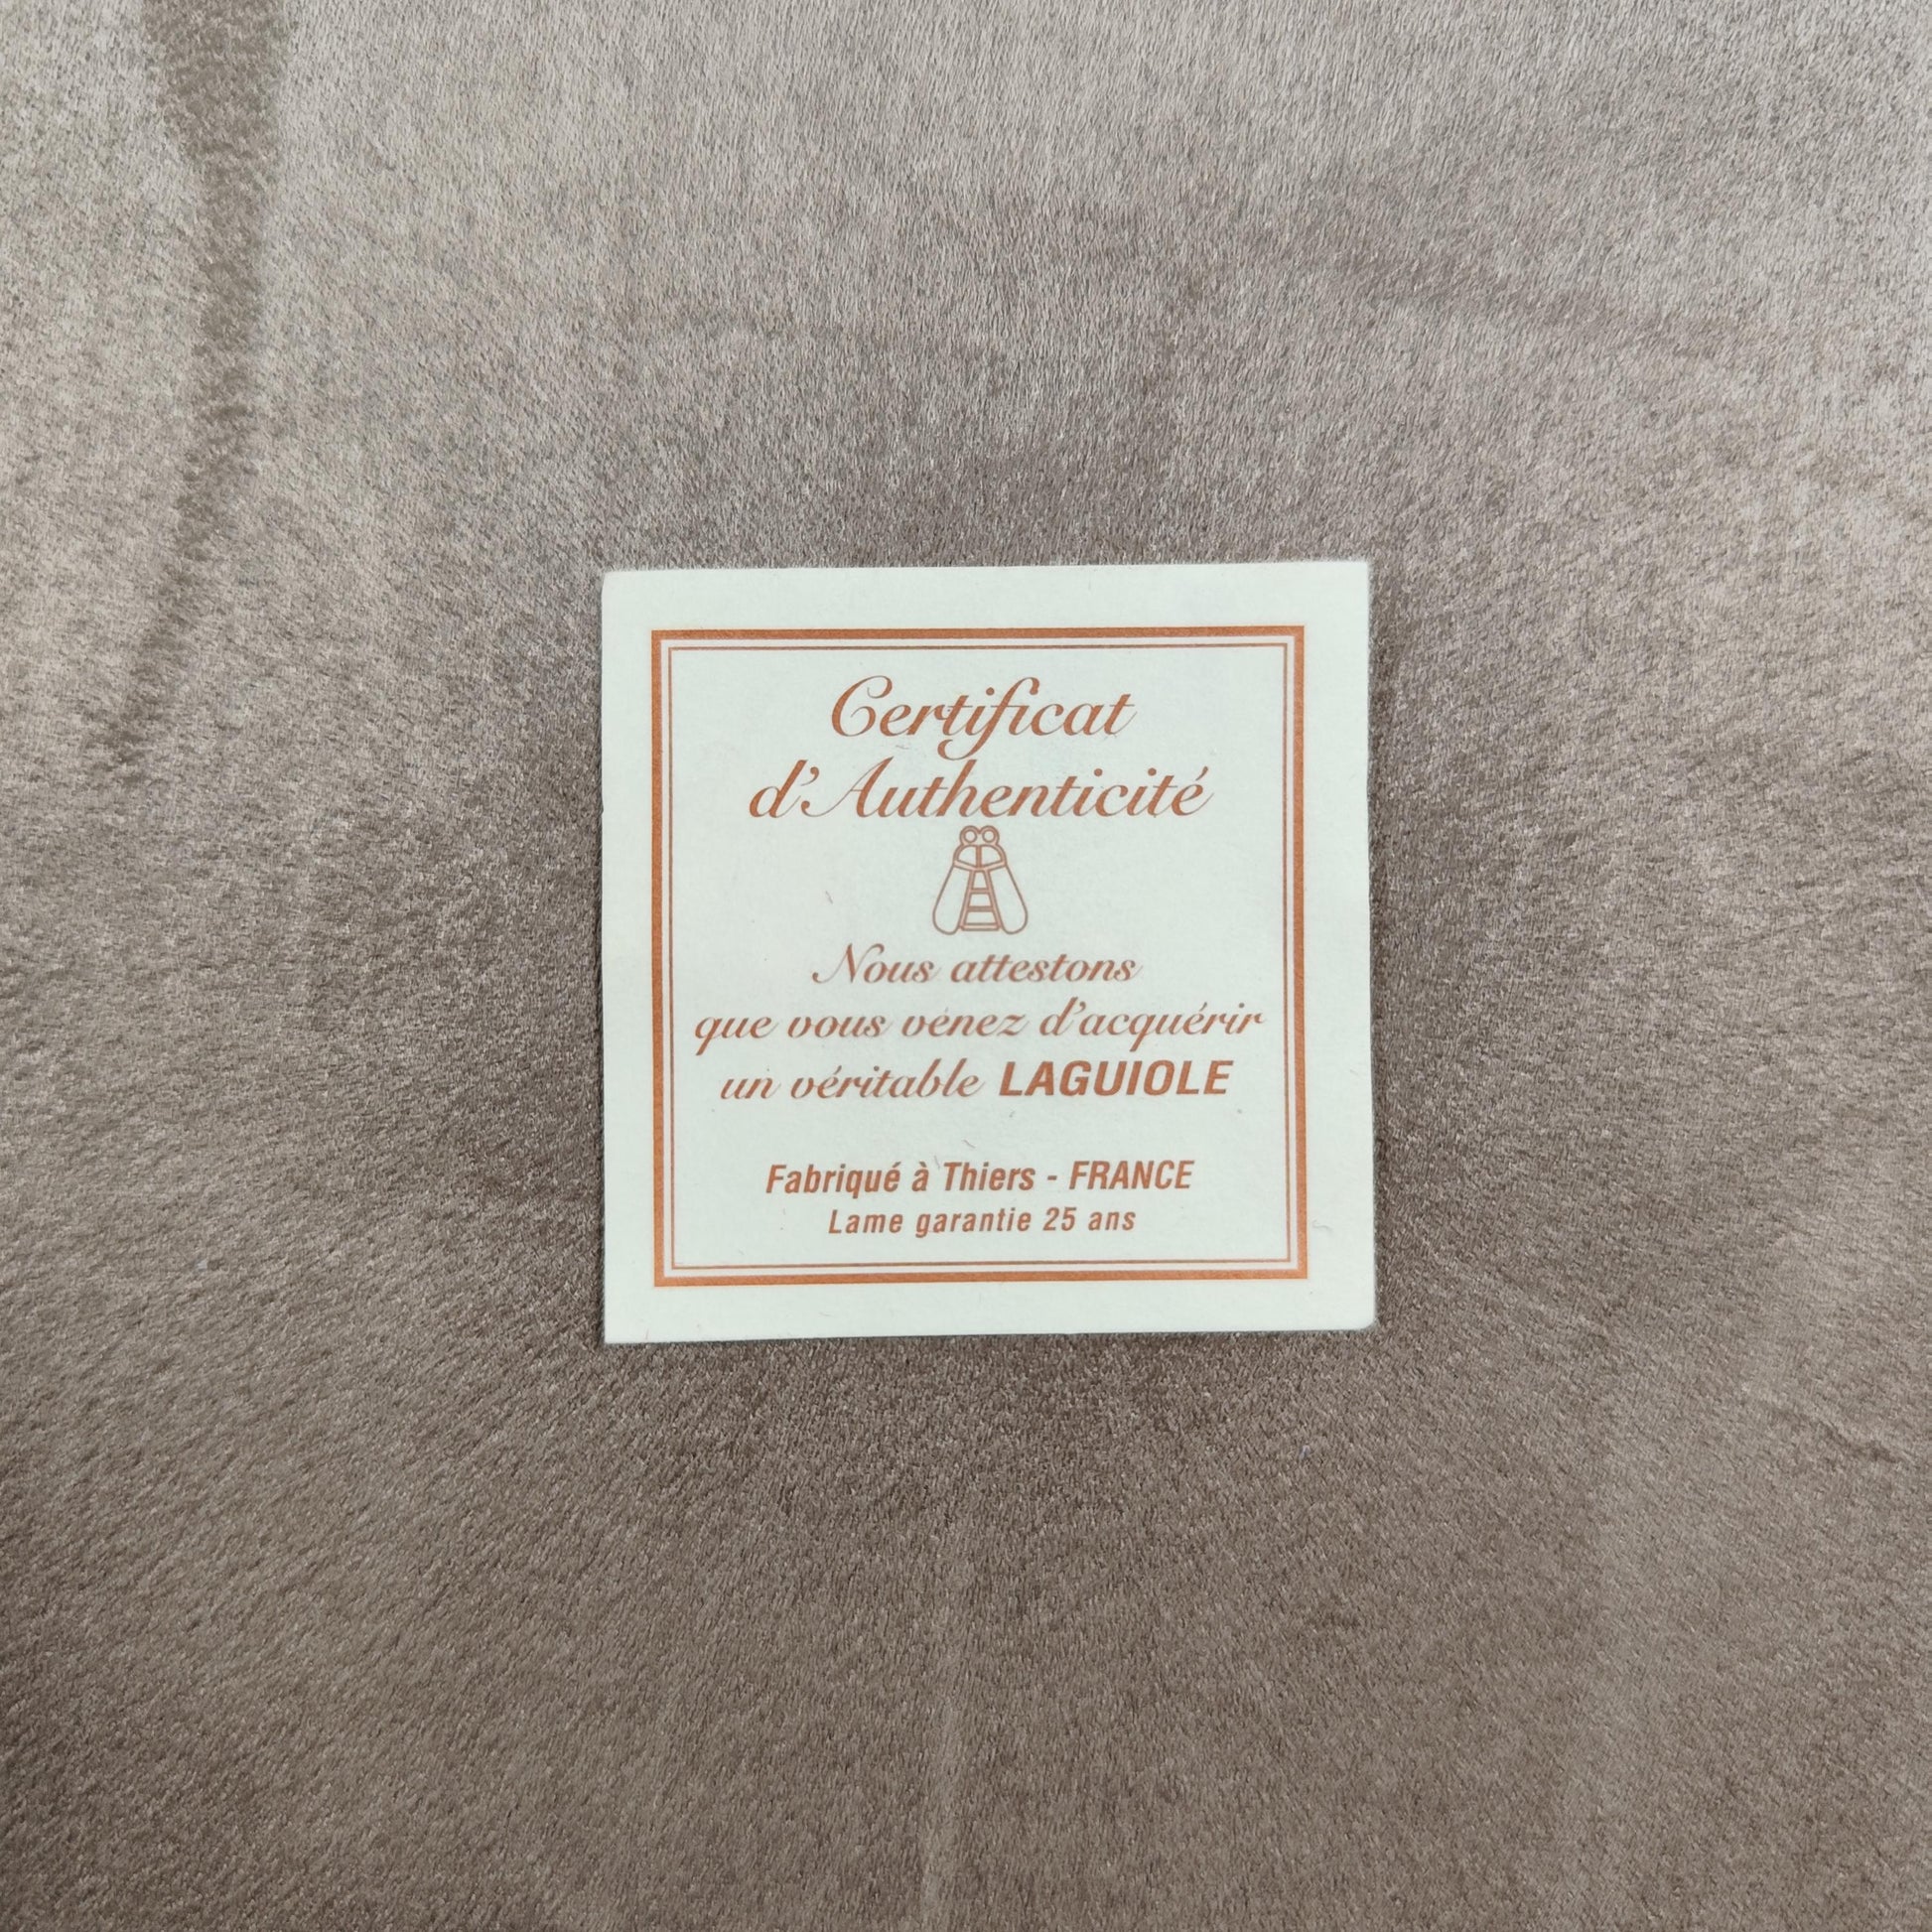 Certificat
d'Authenticité
Nous attestons
que vous venez d'acquérir
un véritable LAGUIOLE
Fabriqué à Thiers - FRANCE
Lame garantie 25 ans